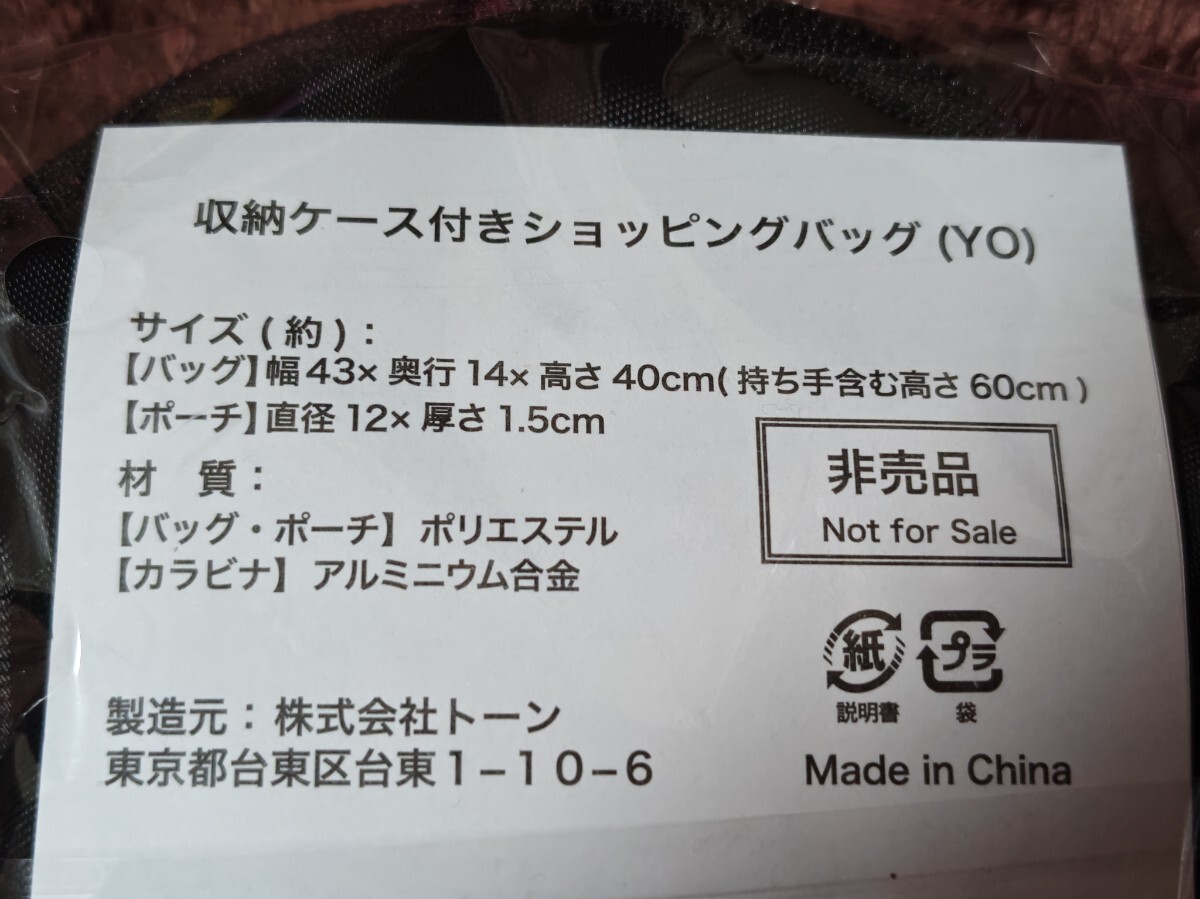 収納ケース付きショッピングバッグ (YO)
サイズ ( 約 ) :
【バッグ】幅 43× 奥行 14× 高さ 40cm( 持ち手含む高さ 60cm )
【ポーチ】直径 12× 厚さ 1.5cm
材　質 :
【バッグ・ポーチ】 ポリエステル
【カラビナ】 アルミニウム合金
非売品
Not for Sale
紙
プラ
説明書
袋
製造元 : 株式会社トーン
東京都台東区台東１−１０−６
Made in China